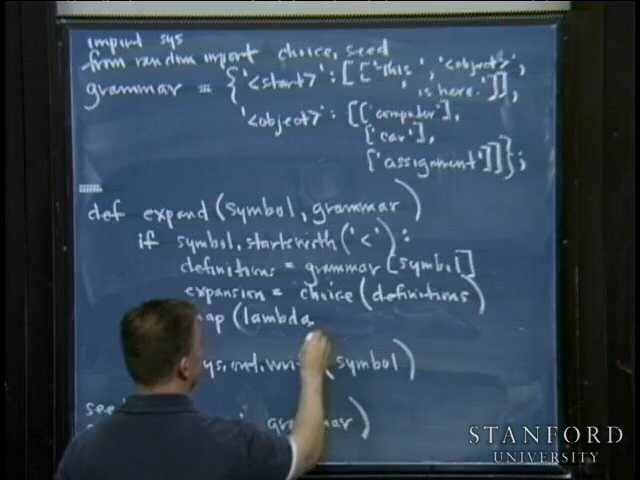 import sys
from random import choice, seed
grammar = {'<start>': [['This', '<object>',
'is here.']],
'<object>': [['computer'],
['car'],
['assignment']]};
def expand (symbol, grammar)
if symbol.startswith('<'):
definitions = grammar[symbol]
expansion = choice (definitions)
(lambda
symbol)
grammar)
STANFORD
UNIVERSITY